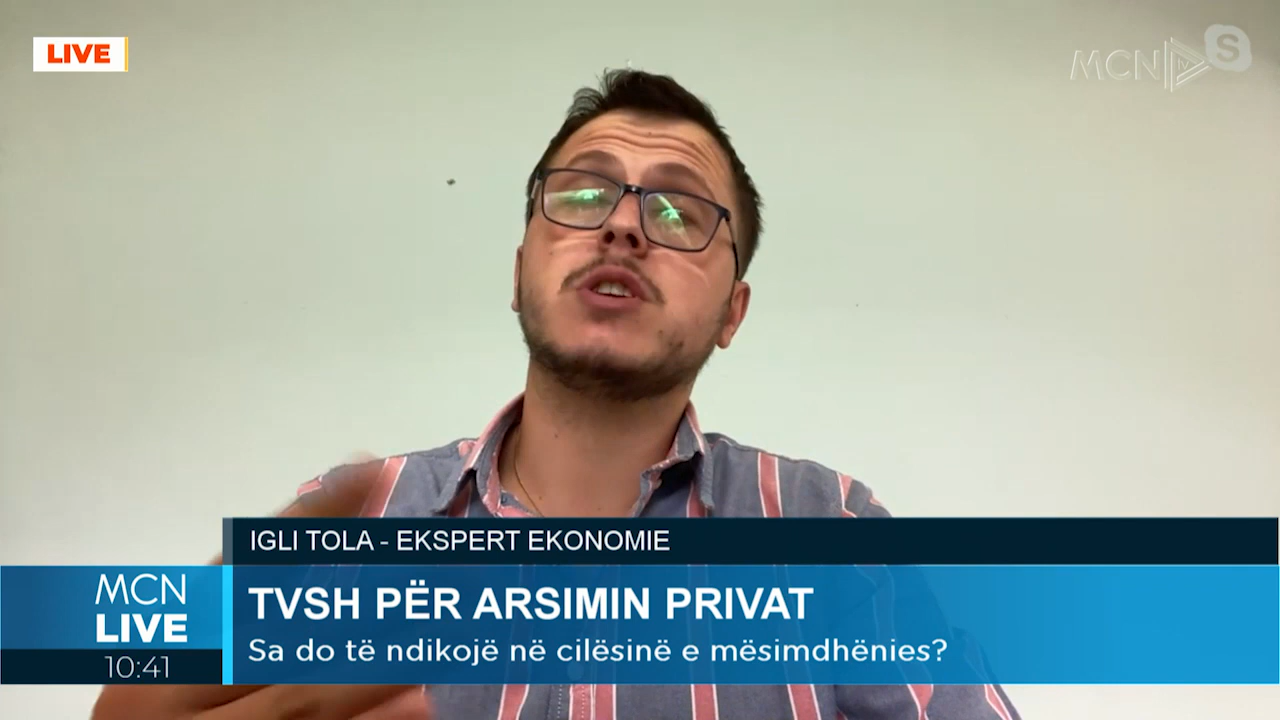 LIVE
MCN TV S
IGLI TOLA - EKSPERT EKONOMIE
TVSH PËR ARSIMIN PRIVAT
Sa do të ndikojë në cilësinë e mësimdhënies?
MCN
LIVE
10:41